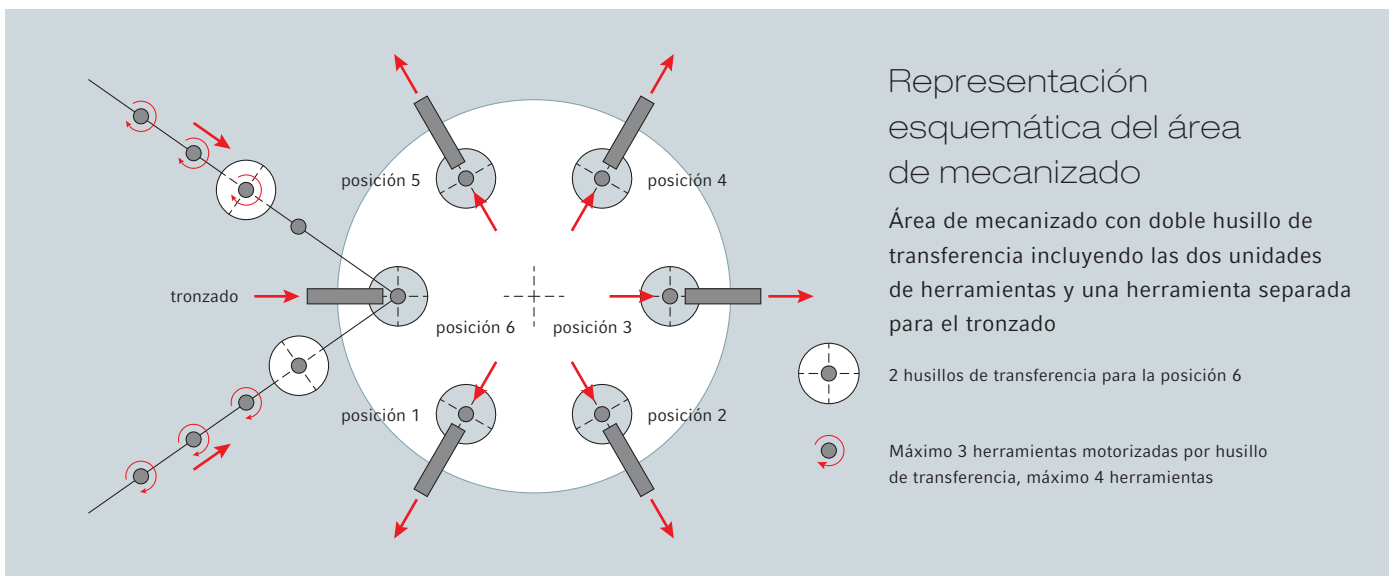 Representación
esquemática del área
de mecanizado
Área de mecanizado con doble husillo de
transferencia incluyendo las dos unidades
de herramientas y una herramienta separada
para el tronzado
2 husillos de transferencia para la posición 6
Máximo 3 herramientas motorizadas por husillo
de transferencia, máximo 4 herramientas
posición 5
posición 4
tronzado
posición 6
posición 3
posición 1
posición 2